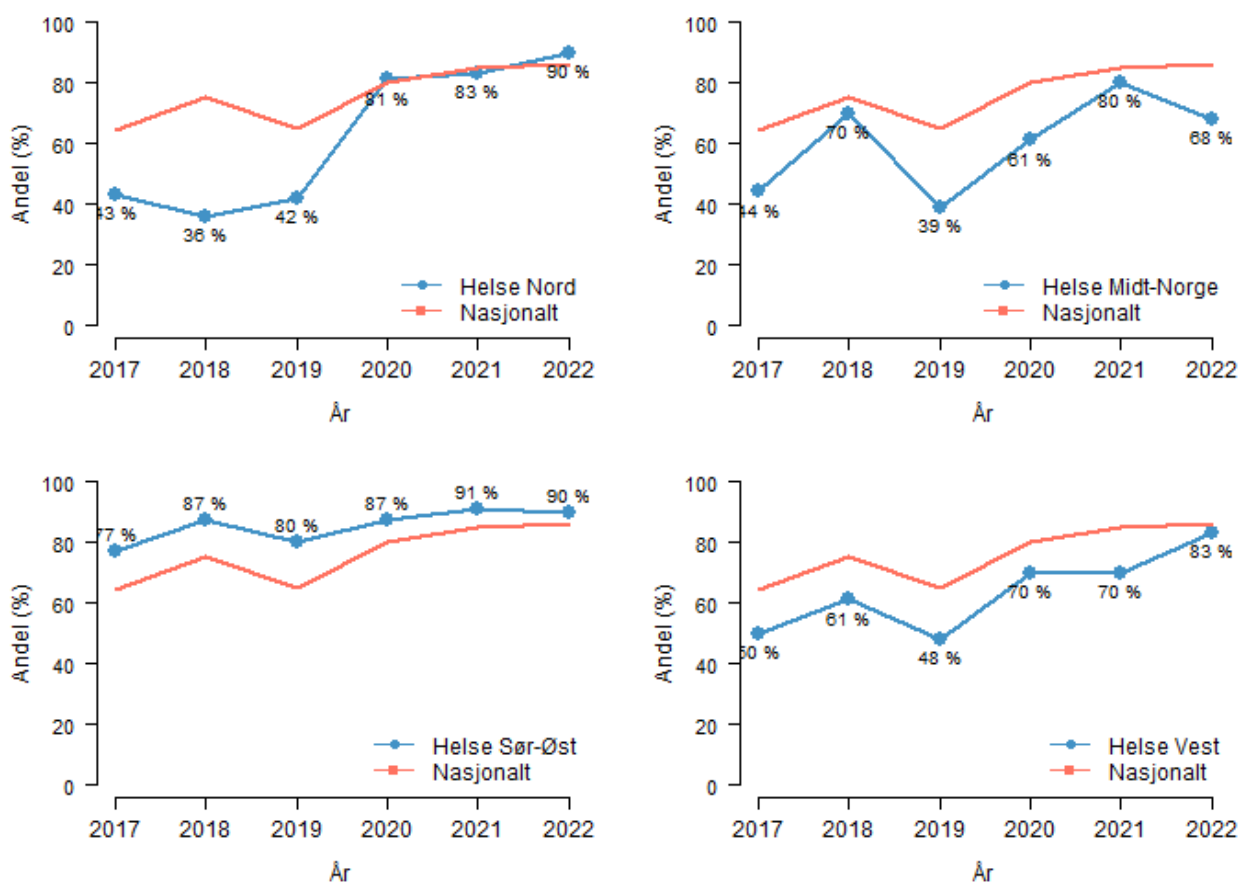 100
80
60
40
20
0
Andel (%)
43 %
36 %
42 %
81 %
83 %
90 %
Helse Nord
Nasjonalt
2017 2018 2019 2020 2021 2022
År
100
80
60
40
20
0
Andel (%)
44 %
70 %
39 %
61 %
80 %
68 %
Helse Midt-Norge
Nasjonalt
2017 2018 2019 2020 2021 2022
År
100
80
60
40
20
0
Andel (%)
77 %
87 %
80 %
87 %
91 %
90 %
Helse Sør-Øst
Nasjonalt
2017 2018 2019 2020 2021 2022
År
100
80
60
40
20
0
Andel (%)
50 %
61 %
48 %
70 %
70 %
83 %
Helse Vest
Nasjonalt
2017 2018 2019 2020 2021 2022
År